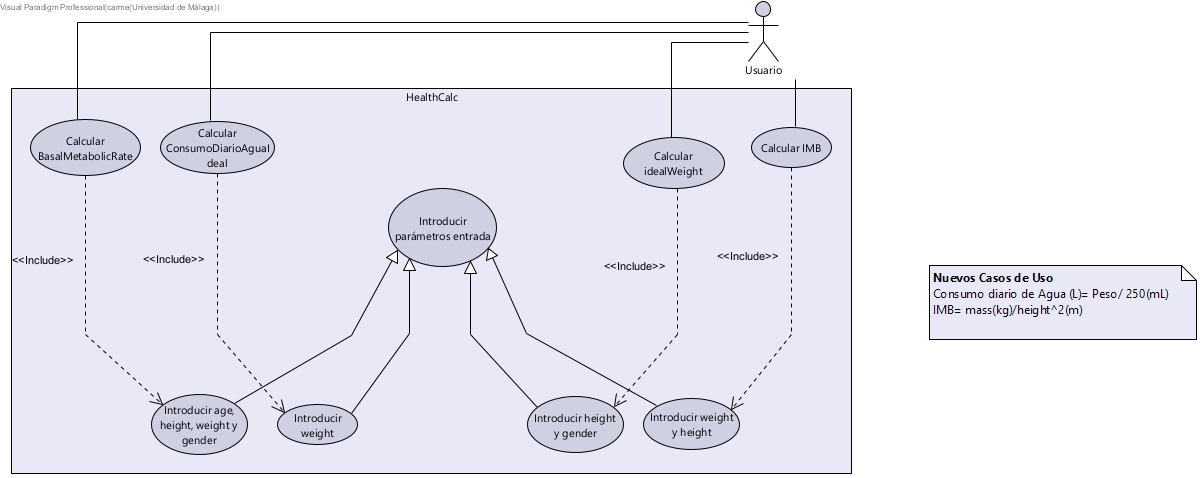 Visual Paradigm Professional(carme(Universidad de Málaga))
Usuario
HealthCalc
Calcular
BasalMetabolicRate
Calcular
ConsumoDiarioAguaI
deal
Calcular
idealWeight
Calcular IMB
Introducir
parámetros entrada
<<Include>>
<<Include>>
<<Include>>
<<Include>>
Nuevos Casos de Uso
Consumo diario de Agua (L)= Peso/ 250(mL)
IMB= mass(kg)/height^2(m)
Introducir age,
height, weight y
gender
Introducir
weight
Introducir height
y gender
Introducir weight
y height